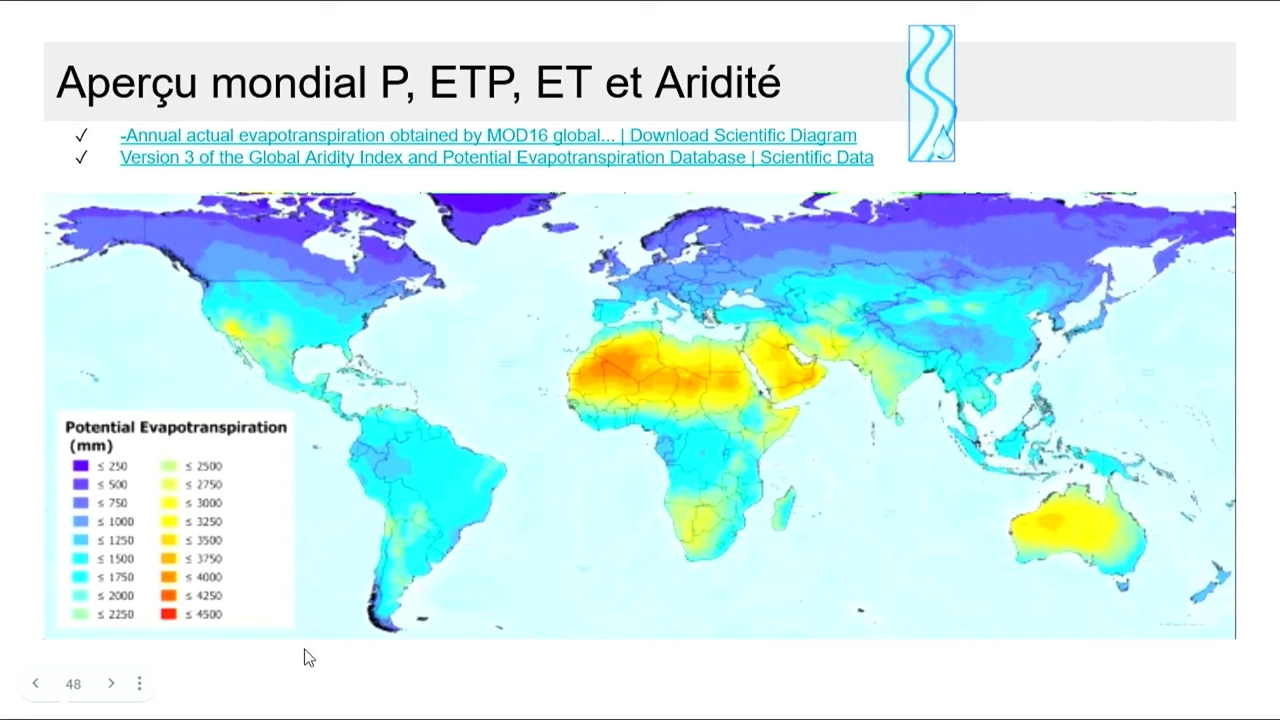 Aperçu mondial P, ETP, ET et Aridité
✓ -Annual actual evapotranspiration obtained by MOD16 global... | Download Scientific Diagram
✓ Version 3 of the Global Aridity Index and Potential Evapotranspiration Database | Scientific Data
Potential Evapotranspiration
(mm)
≤ 250 ≤ 2500
≤ 500 ≤ 2750
≤ 750 ≤ 3000
≤ 1000 ≤ 3250
≤ 1250 ≤ 3500
≤ 1500 ≤ 3750
≤ 1750 ≤ 4000
≤ 2000 ≤ 4250
≤ 2250 ≤ 4500
48